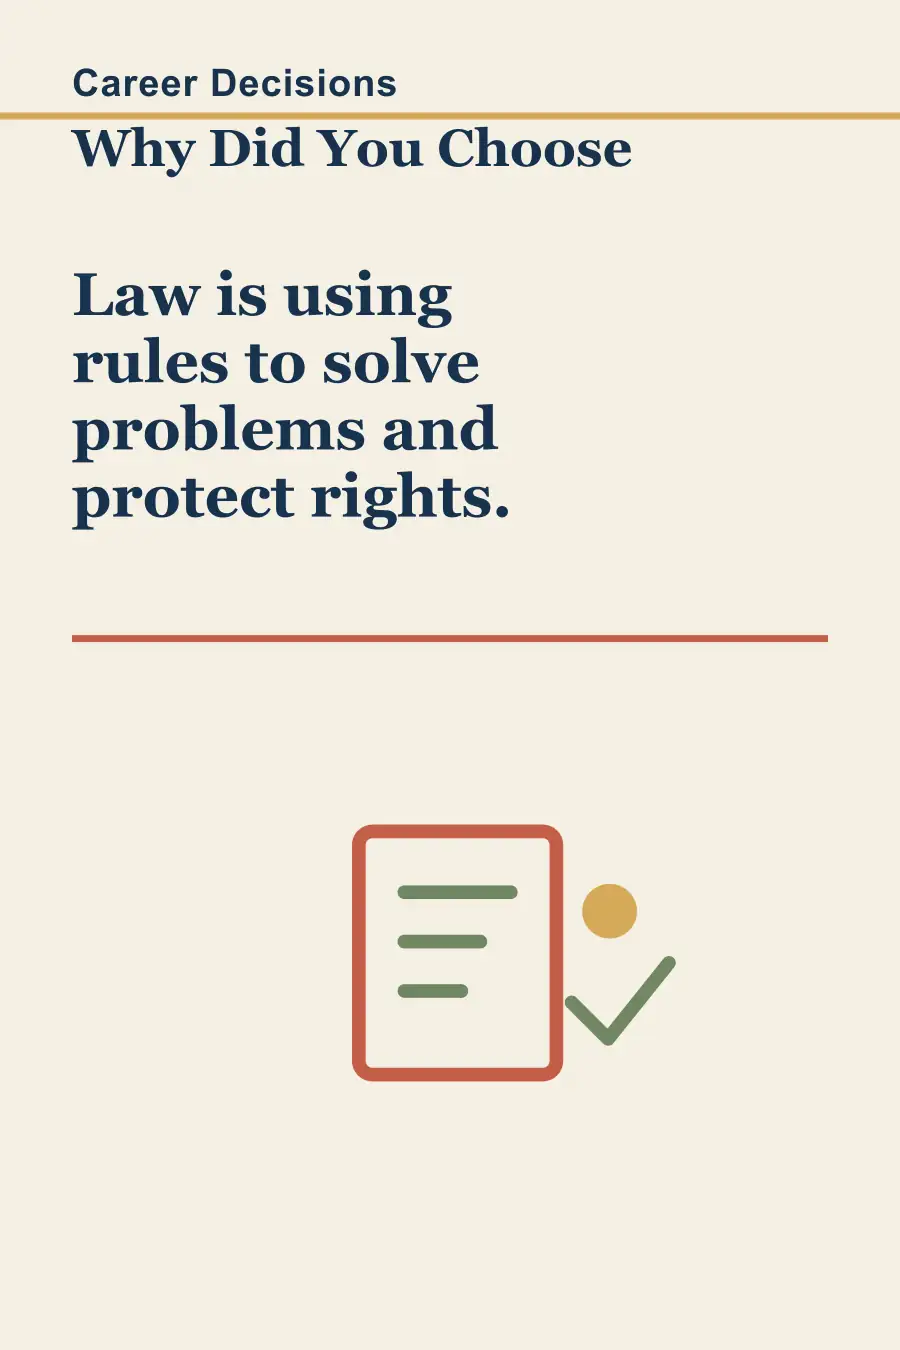 Career Decisions
Why Did You Choose
Law is using
rules to solve
problems and
protect rights.